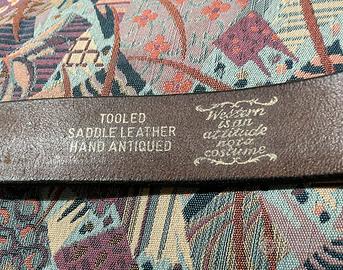 TOOLED
SADDLE LEATHER
HAND ANTIQUED
Western
is an
attitude
not a
costume